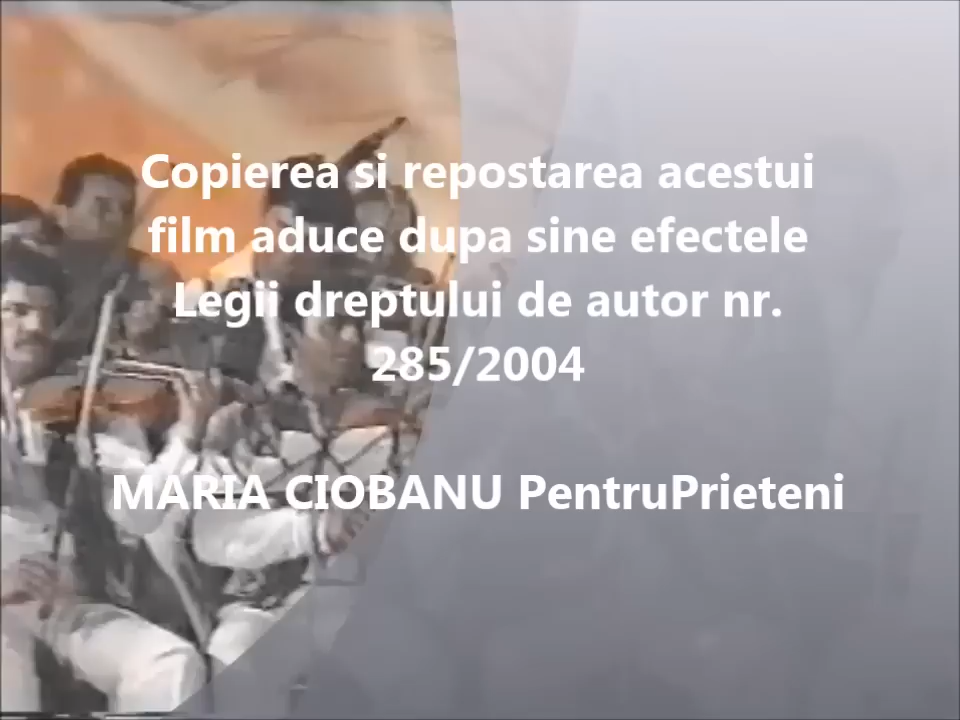 Copierea si repostarea acestui
film aduce dupa sine efectele
Legii dreptului de autor nr.
285/2004
MARIA CIOBANU PentruPrieteni